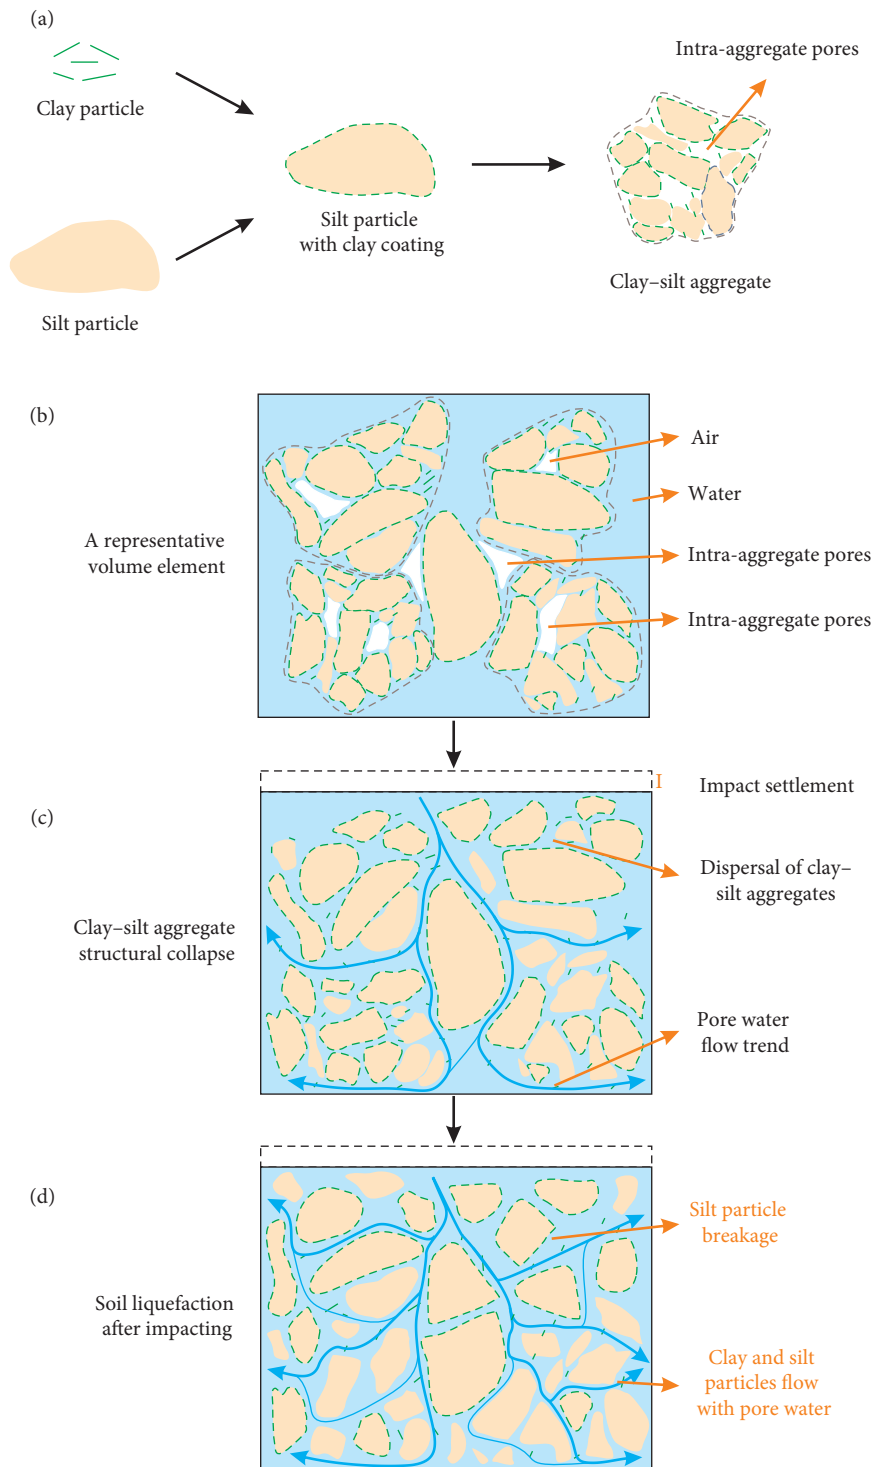 (a)
Intra-aggregate pores
Clay particle
Silt particle
with clay coating
Clay–silt aggregate
Silt particle
(b)
Air
Water
A representative
volume element
Intra-aggregate pores
Intra-aggregate pores
I
Impact settlement
(c)
Dispersal of clay–
silt aggregates
Clay–silt aggregate
structural collapse
Pore water
flow trend
(d)
Silt particle
breakage
Soil liquefaction
after impacting
Clay and silt
particles flow
with pore water